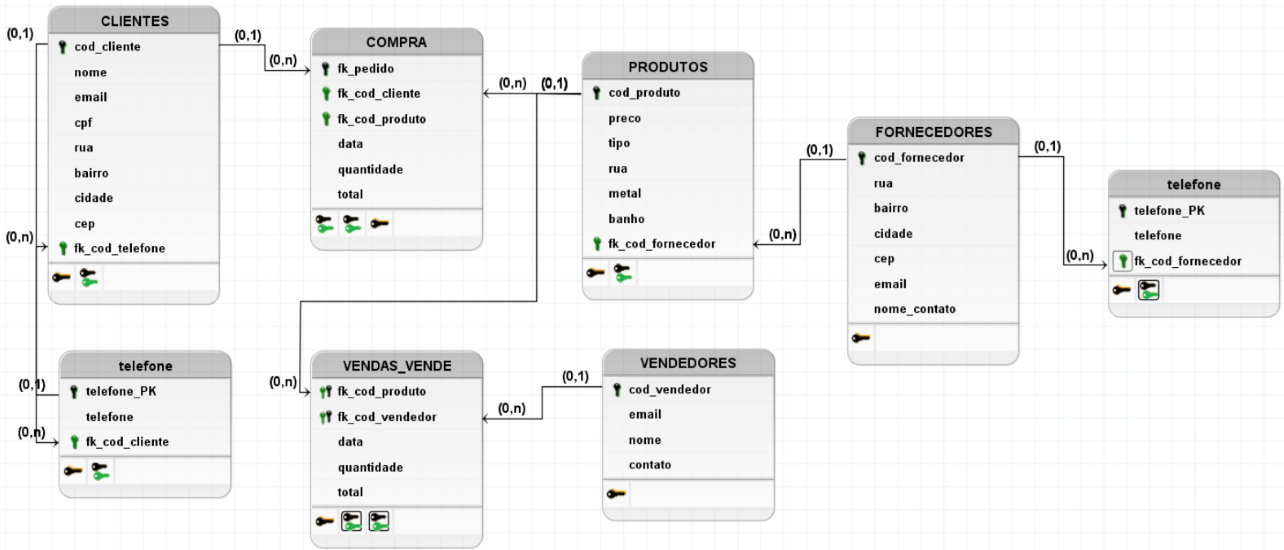 CLIENTES
cod_cliente
nome
email
cpf
rua
bairro
cidade
cep
fk_cod_telefone
(0,1)
(0,n)
(0,1)
(0,n)
COMPRA
fk_pedido
fk_cod_cliente
fk_cod_produto
data
quantidade
total
(0,n)
(0,1)
PRODUTOS
cod_produto
preco
tipo
rua
metal
banho
fk_cod_fornecedor
(0,1)
(0,n)
FORNECEDORES
cod_fornecedor
rua
bairro
cidade
cep
email
nome_contato
(0,1)
(0,n)
telefone
telefone_PK
telefone
fk_cod_fornecedor
telefone
telefone_PK
telefone
fk_cod_cliente
(0,1)
(0,n)
(0,n)
VENDAS_VENDE
fk_cod_produto
fk_cod_vendedor
data
quantidade
total
(0,1)
(0,n)
VENDEDORES
cod_vendedor
email
nome
contato